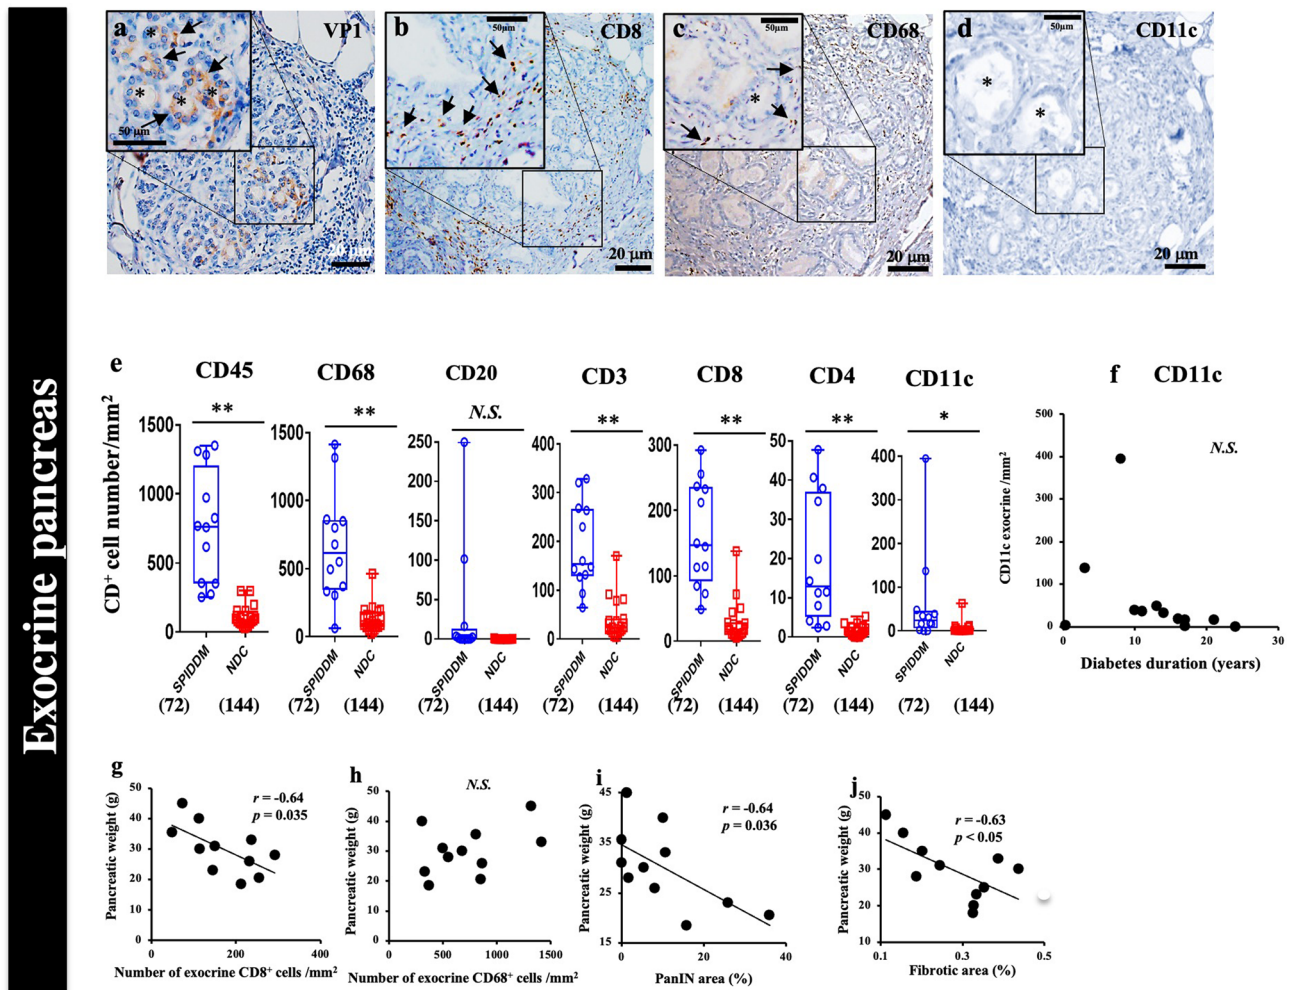 Exocrine pancreas
a
VP1
50 μm
b
50μm
CD8
20 μm
c
50μm
CD68
20 μm
d
50μm
CD11c
20 μm
e
CD45
CD68
CD20
CD3
CD8
CD4
CD11c
**
**
N.S.
**
**
**
*
CD⁺ cell number/mm²
1500
1000
500
0
1500
1000
500
0
250
200
150
100
50
0
400
300
200
100
0
300
200
100
0
50
40
30
20
10
0
400
300
200
100
0
SPIDDM NDC
SPIDDM NDC
SPIDDM NDC
SPIDDM NDC
SPIDDM NDC
SPIDDM NDC
SPIDDM NDC
(72) (144)
(72) (144)
(72) (144)
(72) (144)
(72) (144)
(72) (144)
(72) (144)
f
CD11c
N.S.
CD11c exocrine /mm²
500
400
300
200
100
0
0 10 20 30
Diabetes duration (years)
g
r = -0.64
p = 0.035
Pancreatic weight (g)
50
40
30
20
10
0
0 200 400
Number of exocrine CD8⁺ cells /mm²
h
N.S.
Pancreatic weight (g)
50
40
30
20
10
0
0 500 1000 1500
Number of exocrine CD68⁺ cells /mm²
i
r = -0.64
p = 0.036
Pancreatic weight (g)
45
35
25
15
0 20 40
PanIN area (%)
j
r = -0.63
p < 0.05
Pancreatic weight (g)
50
40
30
20
10
0.1 0.3 0.5
Fibrotic area (%)